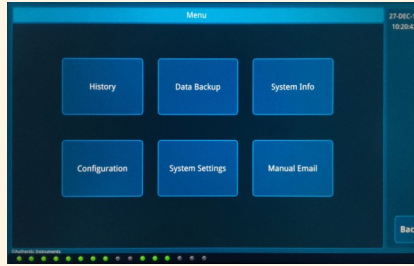 Menu
27-DEC-1
10:20:4
History
Data Backup
System Info
Configuration
System Settings
Manual Email
Bac
©Authentic Instruments